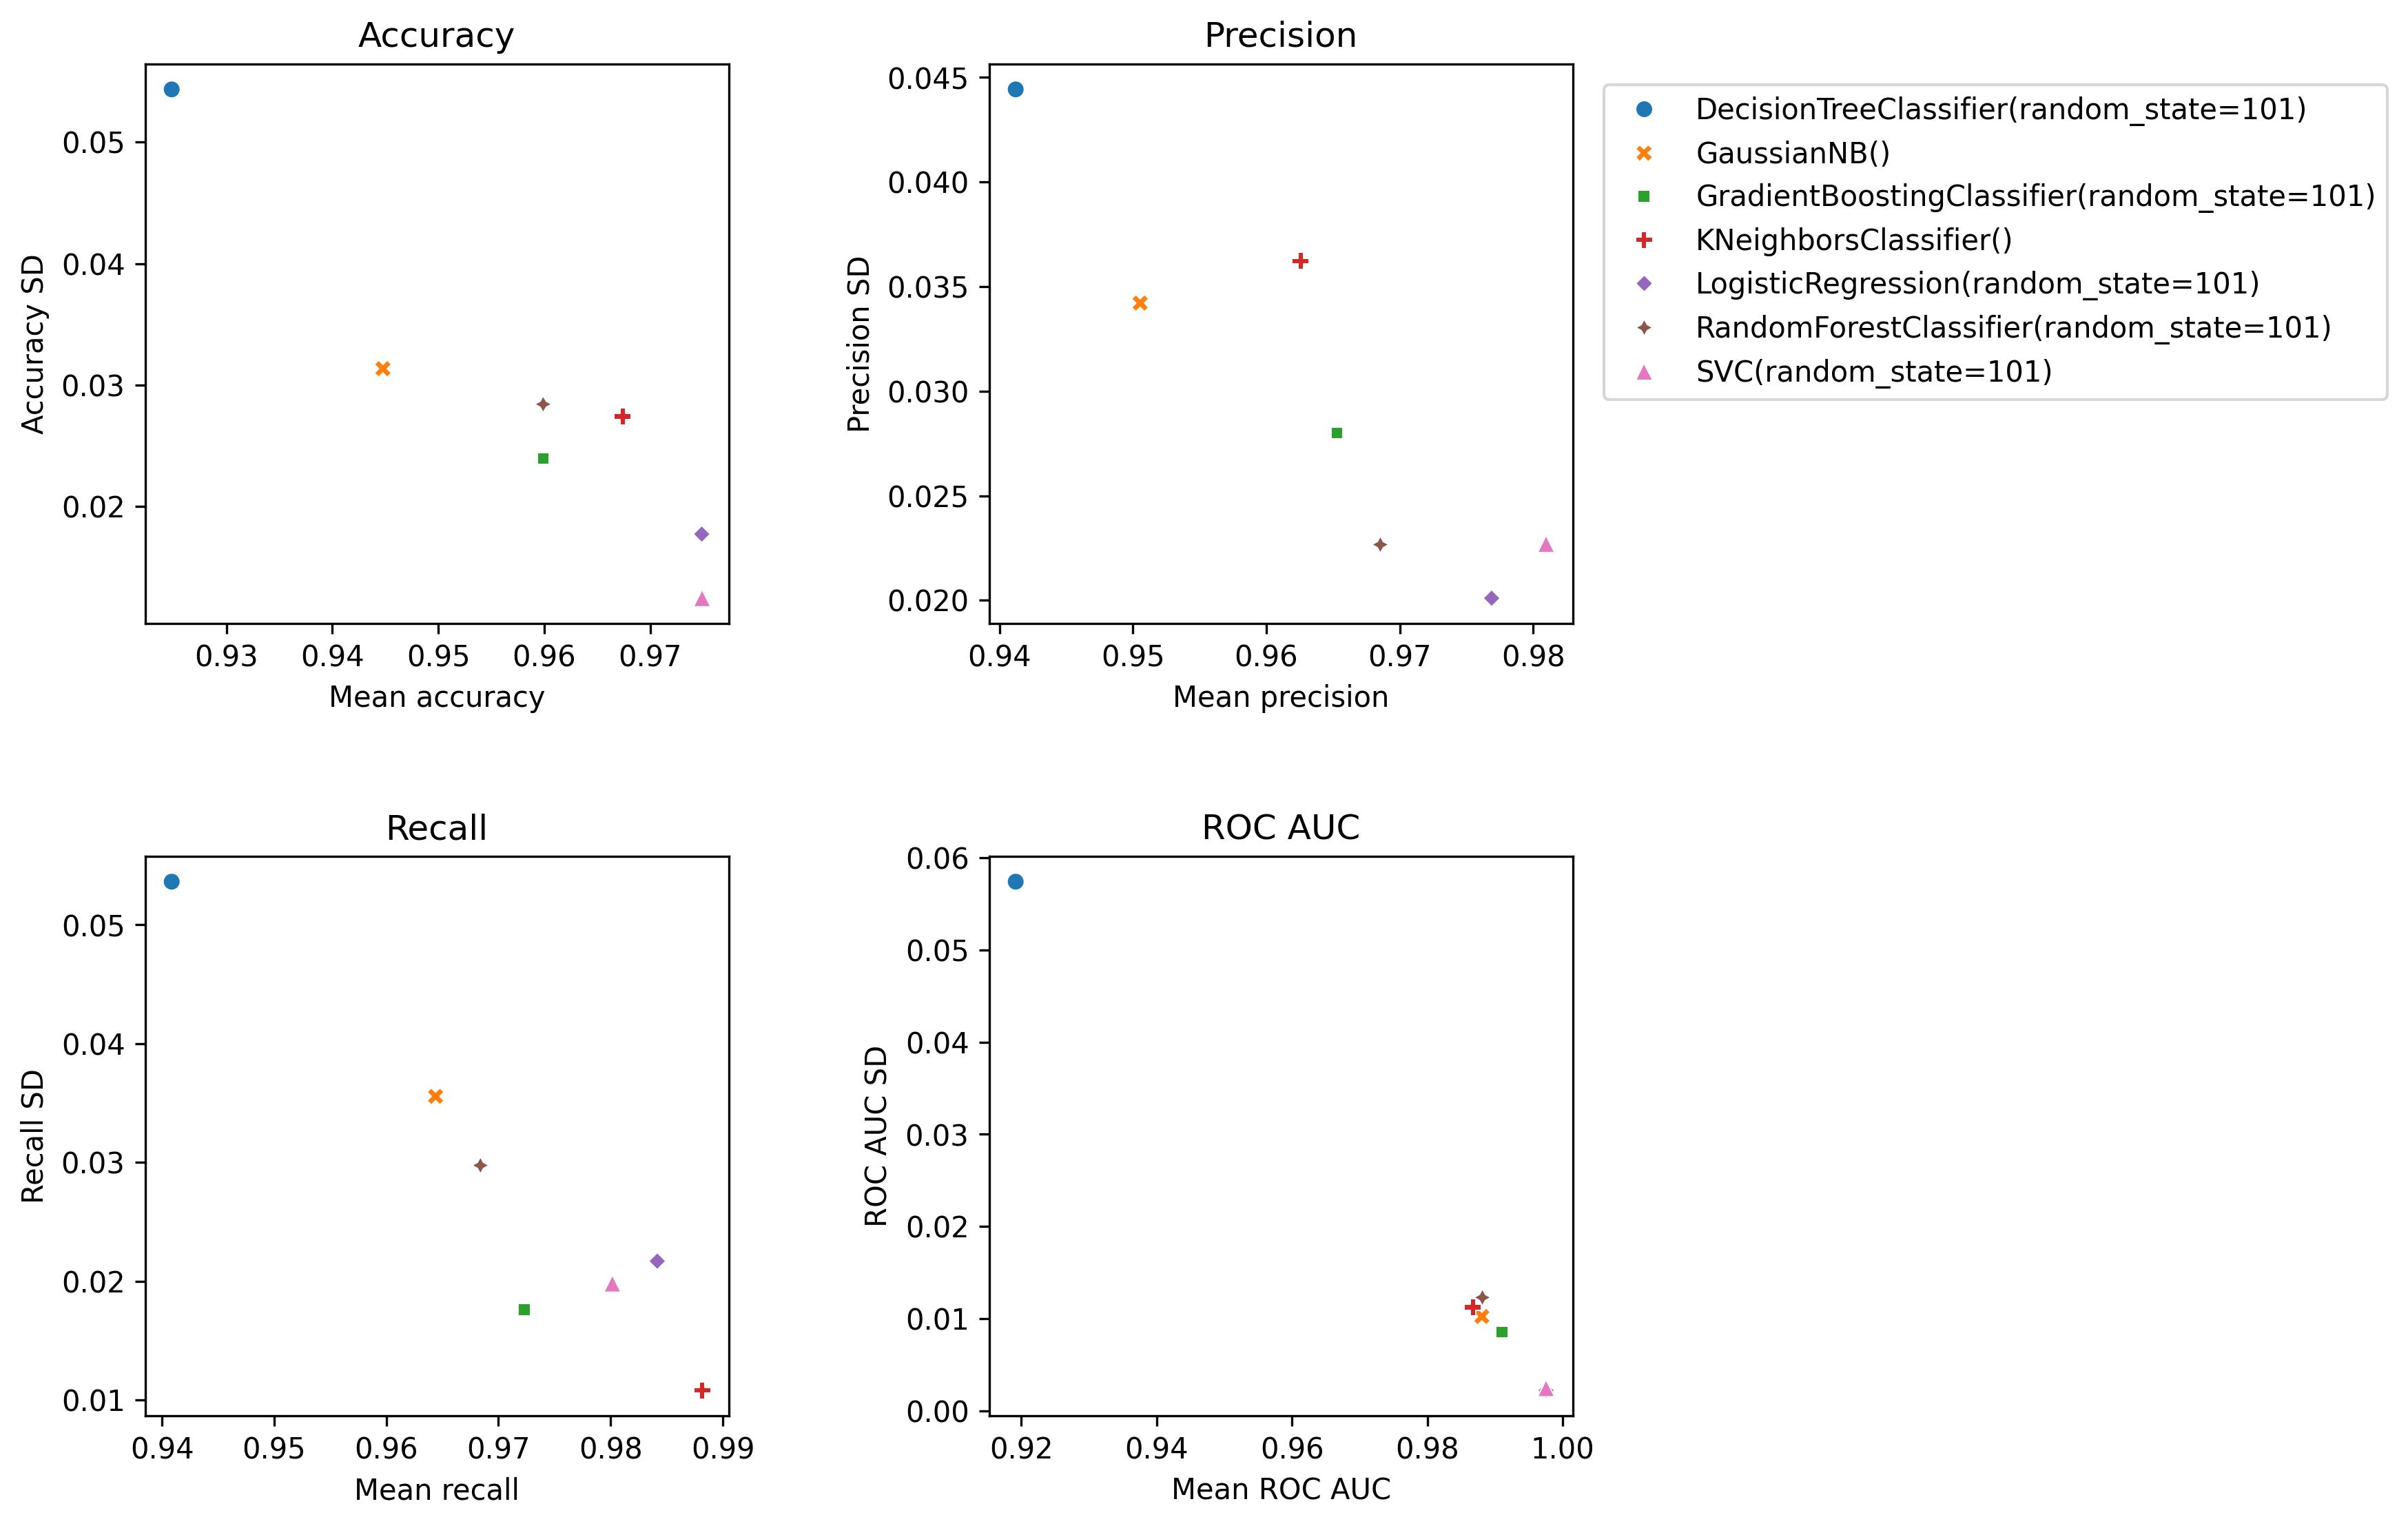 Accuracy
0.05
0.04
0.03
0.02
Accuracy SD
0.93 0.94 0.95 0.96 0.97
Mean accuracy
Precision
0.045
0.040
0.035
0.030
0.025
0.020
Precision SD
0.94 0.95 0.96 0.97 0.98
Mean precision
DecisionTreeClassifier(random_state=101)
GaussianNB()
GradientBoostingClassifier(random_state=101)
KNeighborsClassifier()
LogisticRegression(random_state=101)
RandomForestClassifier(random_state=101)
SVC(random_state=101)
Recall
0.05
0.04
0.03
0.02
0.01
Recall SD
0.94 0.95 0.96 0.97 0.98 0.99
Mean recall
ROC AUC
0.06
0.05
0.04
0.03
0.02
0.01
0.00
ROC AUC SD
0.92 0.94 0.96 0.98 1.00
Mean ROC AUC